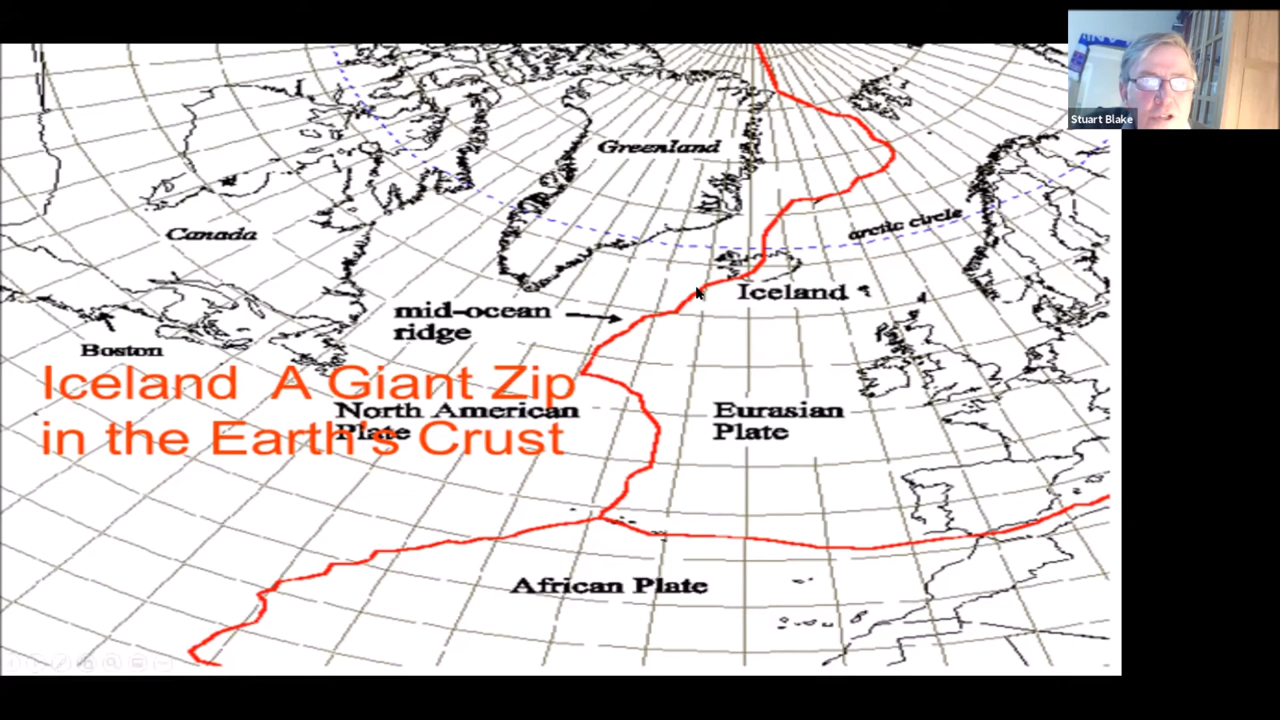 Stuart Blake
Greenland
Canada
arctic circle
Iceland
mid-ocean
ridge
Boston
Iceland A Giant Zip
in the Earth's Crust
North American
Plate
Eurasian
Plate
African Plate